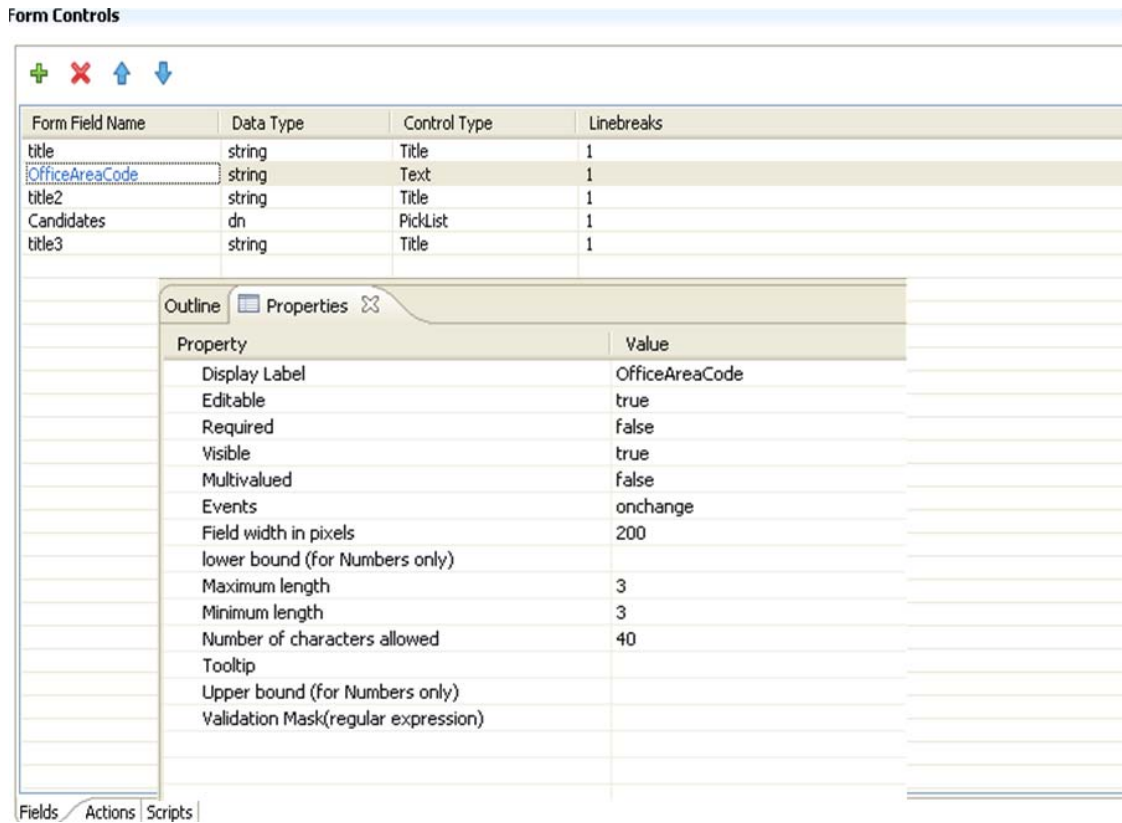 Form Controls
Form Field Name Data Type Control Type Linebreaks
title string Title 1
OfficeAreaCode string Text 1
title2 string Title 1
Candidates dn PickList 1
title3 string Title 1
Outline Properties
Property Value
Display Label OfficeAreaCode
Editable true
Required false
Visible true
Multivalued false
Events onchange
Field width in pixels 200
lower bound (for Numbers only)
Maximum length 3
Minimum length 3
Number of characters allowed 40
Tooltip
Upper bound (for Numbers only)
Validation Mask(regular expression)
Fields Actions Scripts